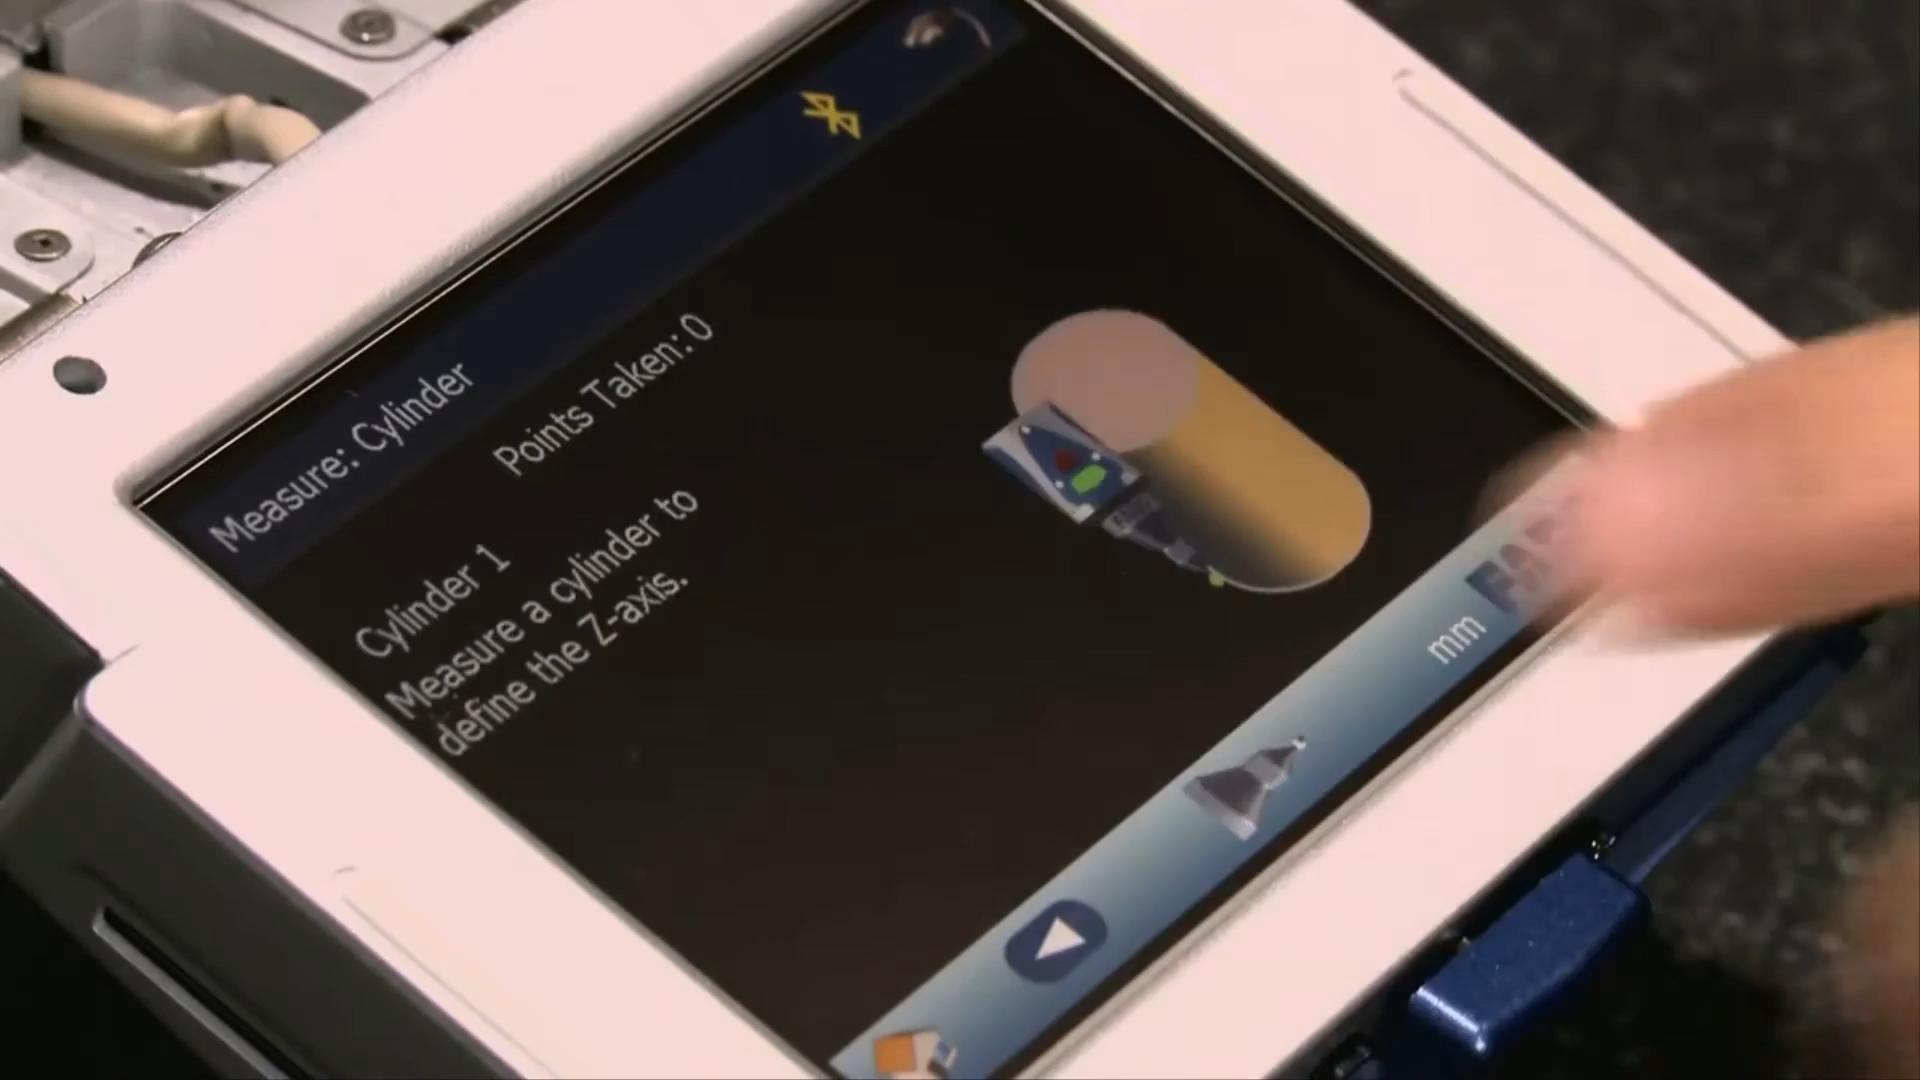 Measure: Cylinder
Points Taken: 0
Cylinder 1
Measure a cylinder to
define the Z-axis.
mm